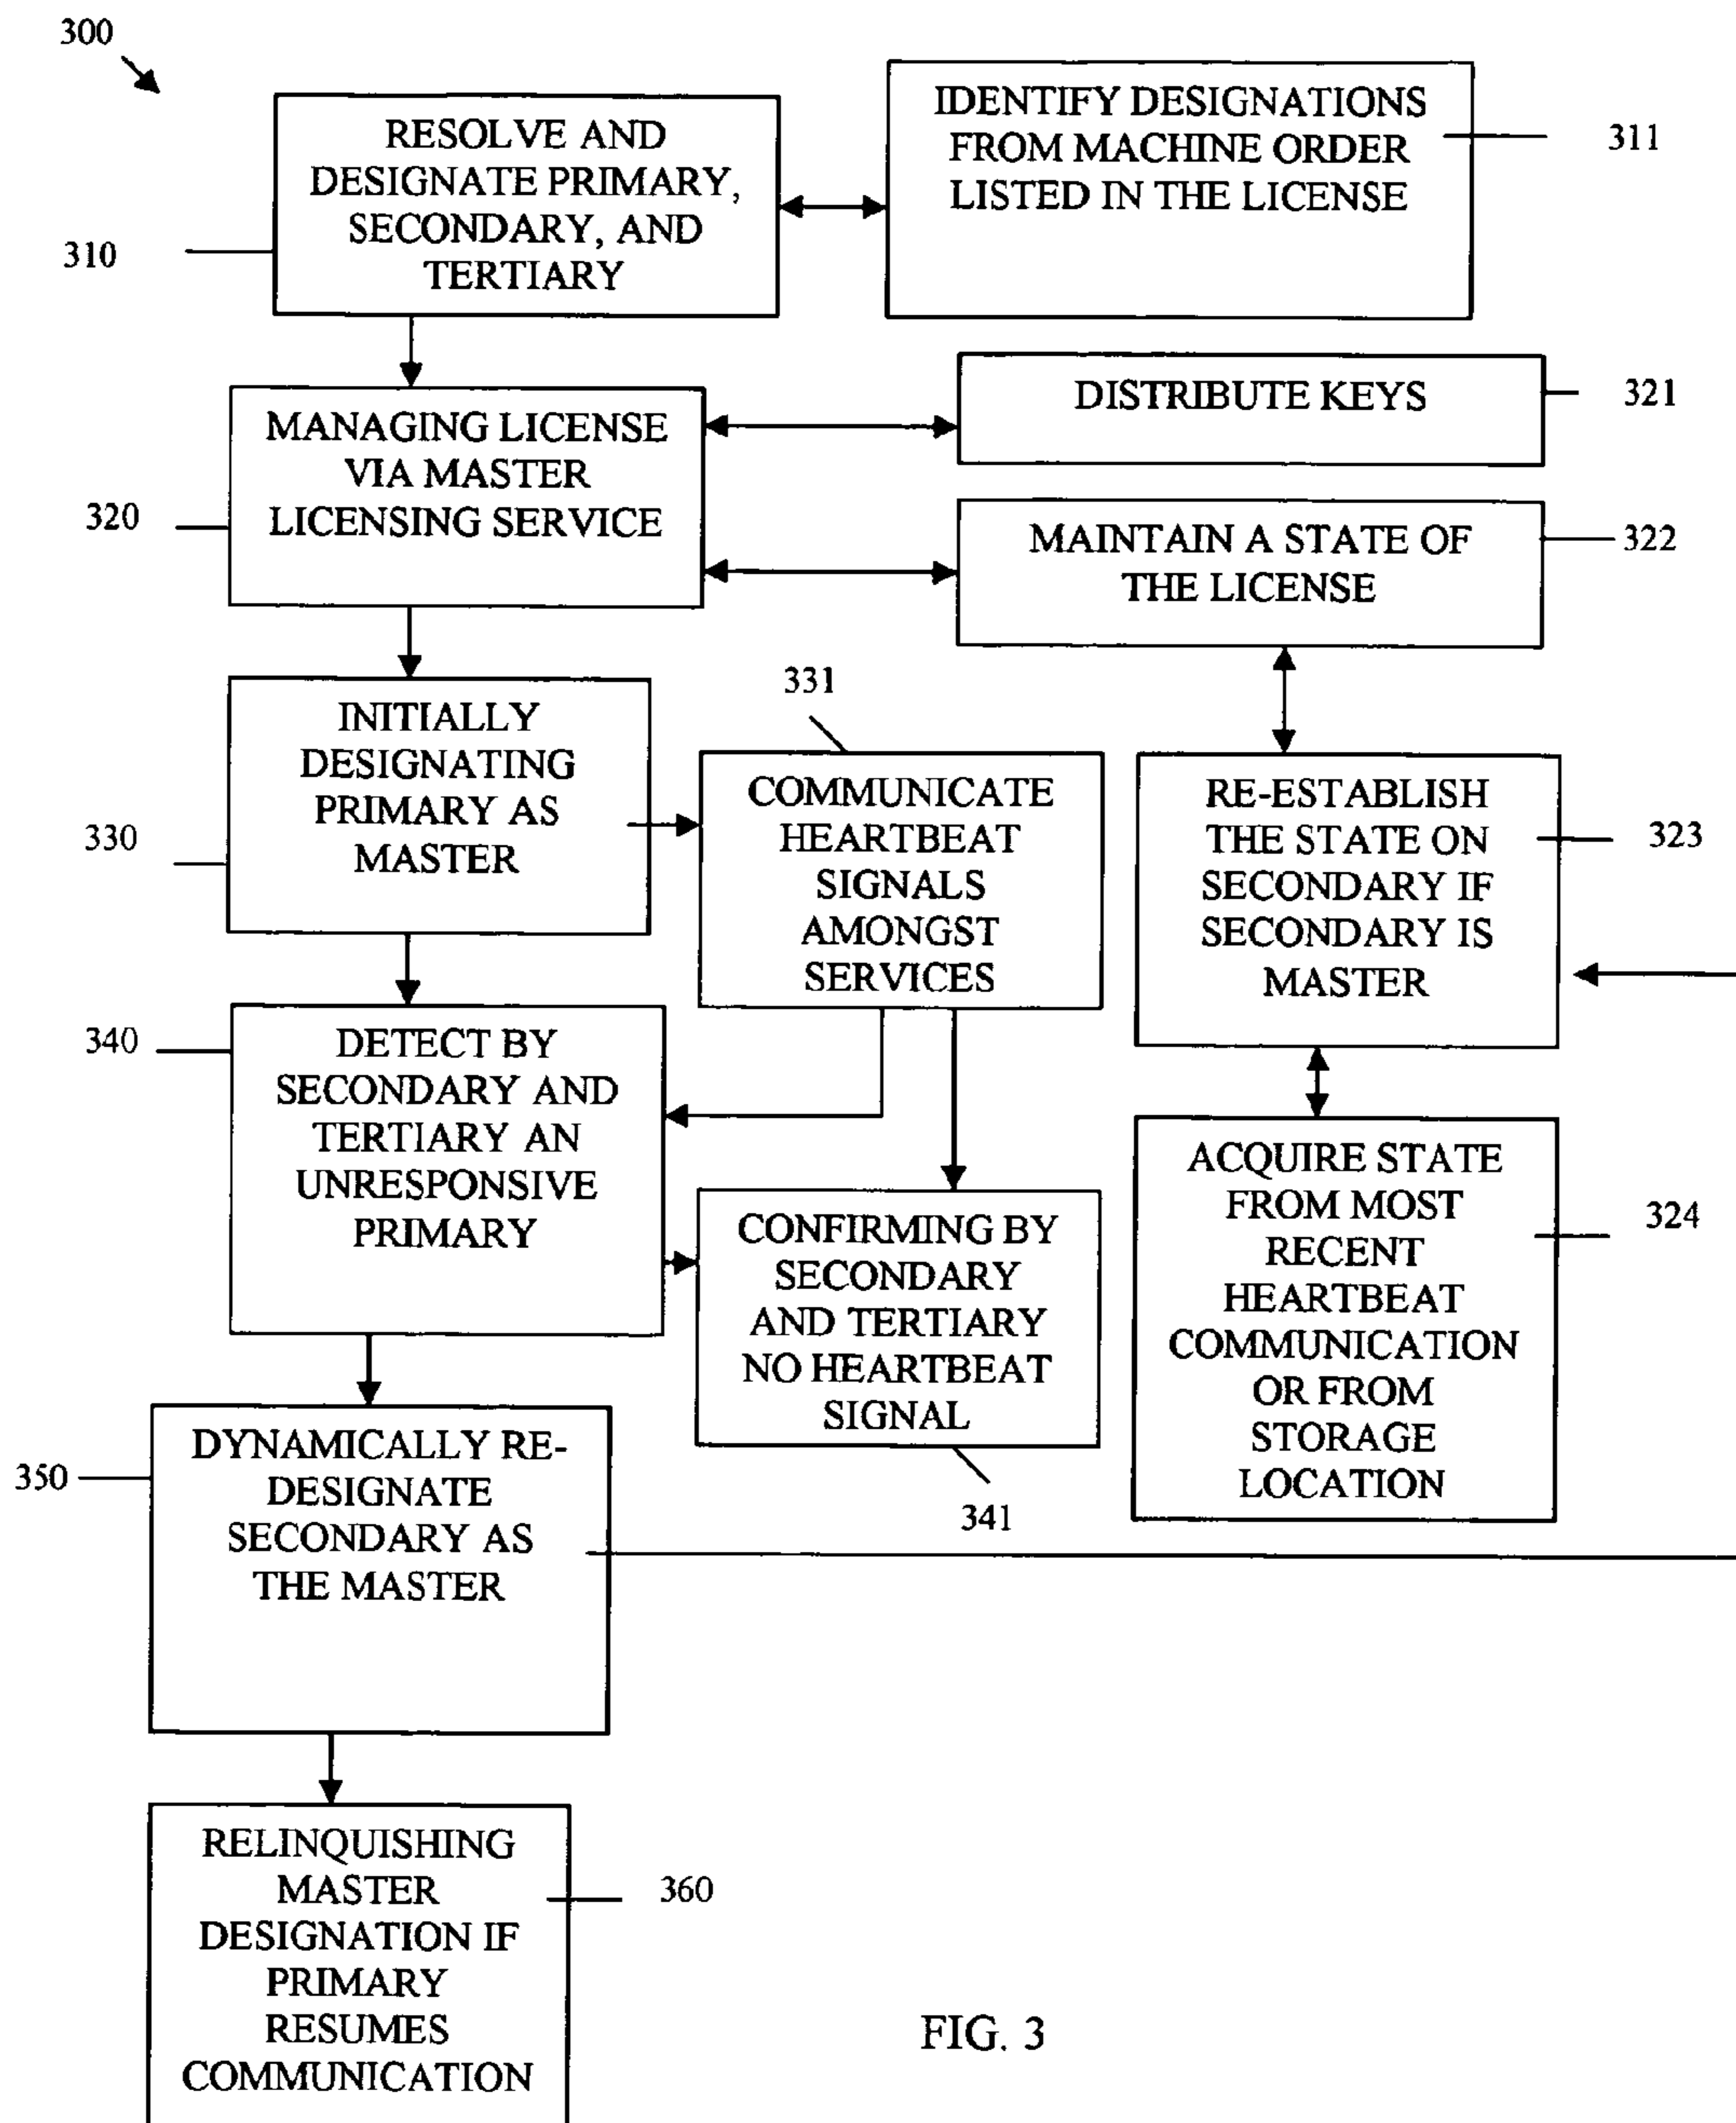 300
RESOLVE AND
DESIGNATE PRIMARY,
SECONDARY, AND
TERTIARY
310
IDENTIFY DESIGNATIONS
FROM MACHINE ORDER
LISTED IN THE LICENSE
311
MANAGING LICENSE
VIA MASTER
LICENSING SERVICE
320
DISTRIBUTE KEYS
321
MAINTAIN A STATE OF
THE LICENSE
322
INITIALLY
DESIGNATING
PRIMARY AS
MASTER
330
331
COMMUNICATE
HEARTBEAT
SIGNALS
AMONGST
SERVICES
RE-ESTABLISH
THE STATE ON
SECONDARY IF
SECONDARY IS
MASTER
323
340
DETECT BY
SECONDARY AND
TERTIARY AN
UNRESPONSIVE
PRIMARY
CONFIRMING BY
SECONDARY
AND TERTIARY
NO HEARTBEAT
SIGNAL
341
ACQUIRE STATE
FROM MOST
RECENT
HEARTBEAT
COMMUNICATION
OR FROM
STORAGE
LOCATION
324
350
DYNAMICALLY RE-
DESIGNATE
SECONDARY AS
THE MASTER
RELINQUISHING
MASTER
DESIGNATION IF
PRIMARY
RESUMES
COMMUNICATION
360
FIG. 3